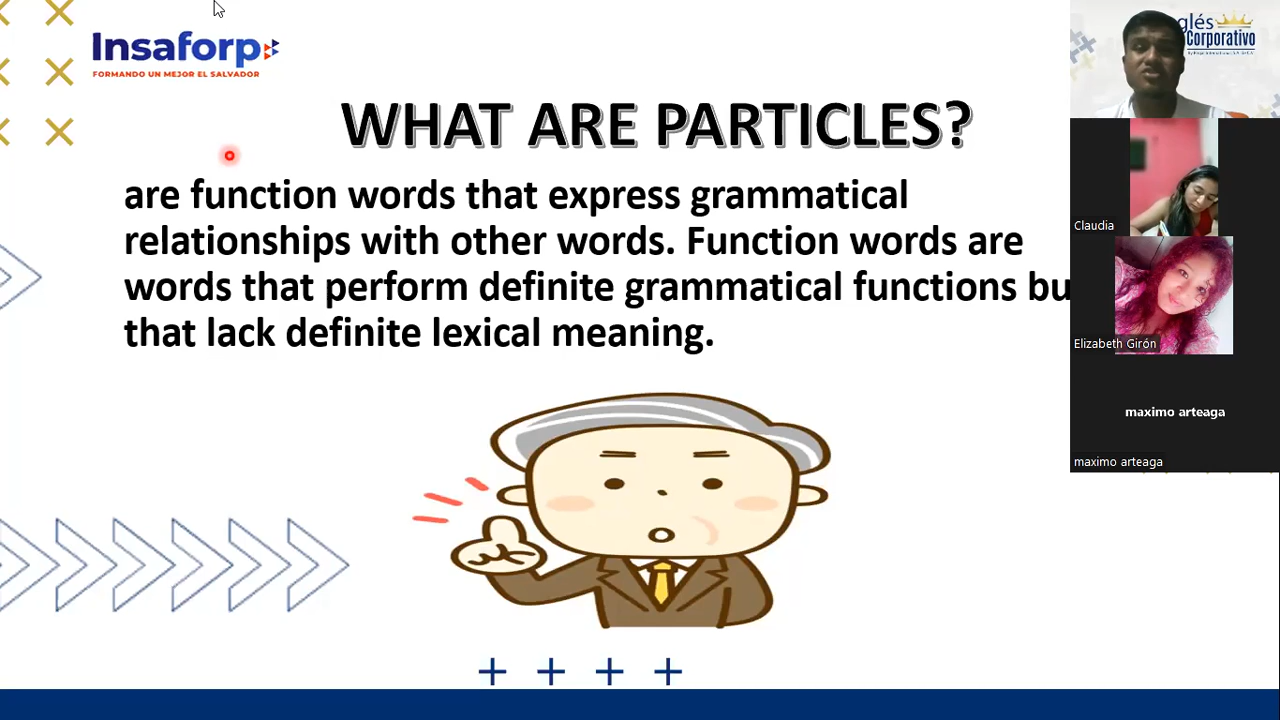 Insaforp
FORMANDO UN MEJOR EL SALVADOR
WHAT ARE PARTICLES?
are function words that express grammatical
relationships with other words. Function words are
words that perform definite grammatical functions bu
that lack definite lexical meaning.
glés
Corporativo
Claudia
Elizabeth Girón
maximo arteaga
maximo arteaga